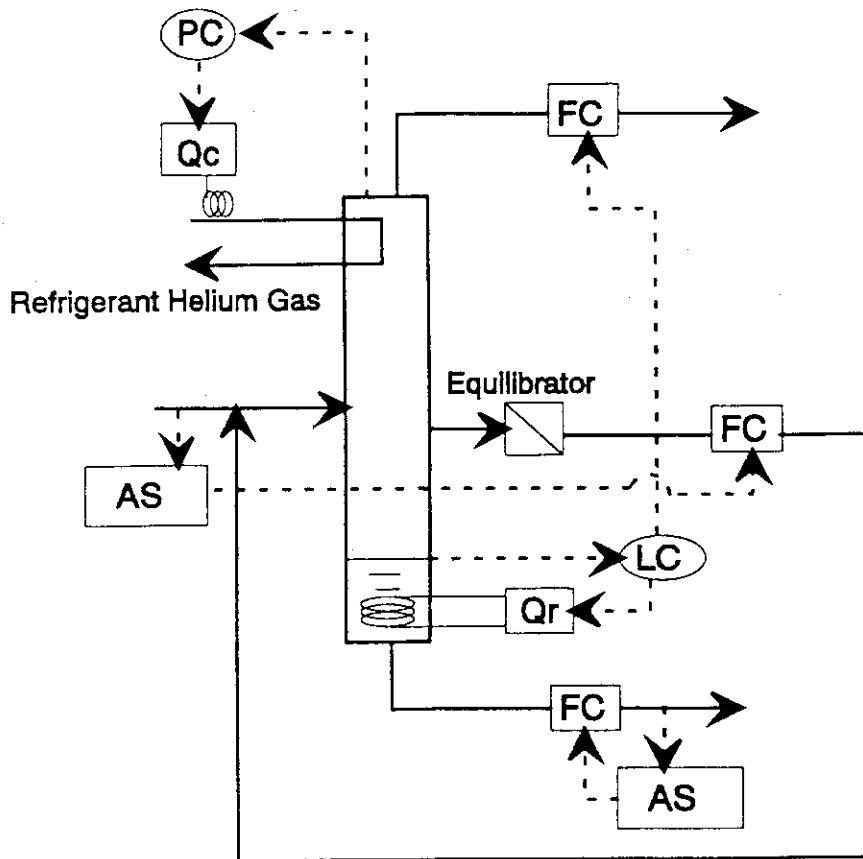 PC
FC
Qc
Refrigerant Helium Gas
Equilibrator
FC
AS
LC
Qr
FC
AS